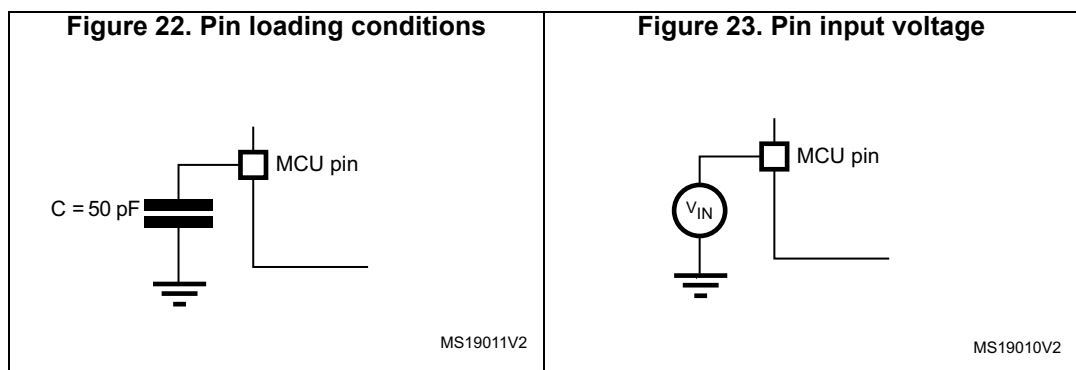 Figure 22. Pin loading conditions
MCU pin
C = 50 pF
MS19011V2
Figure 23. Pin input voltage
MCU pin
VIN
MS19010V2